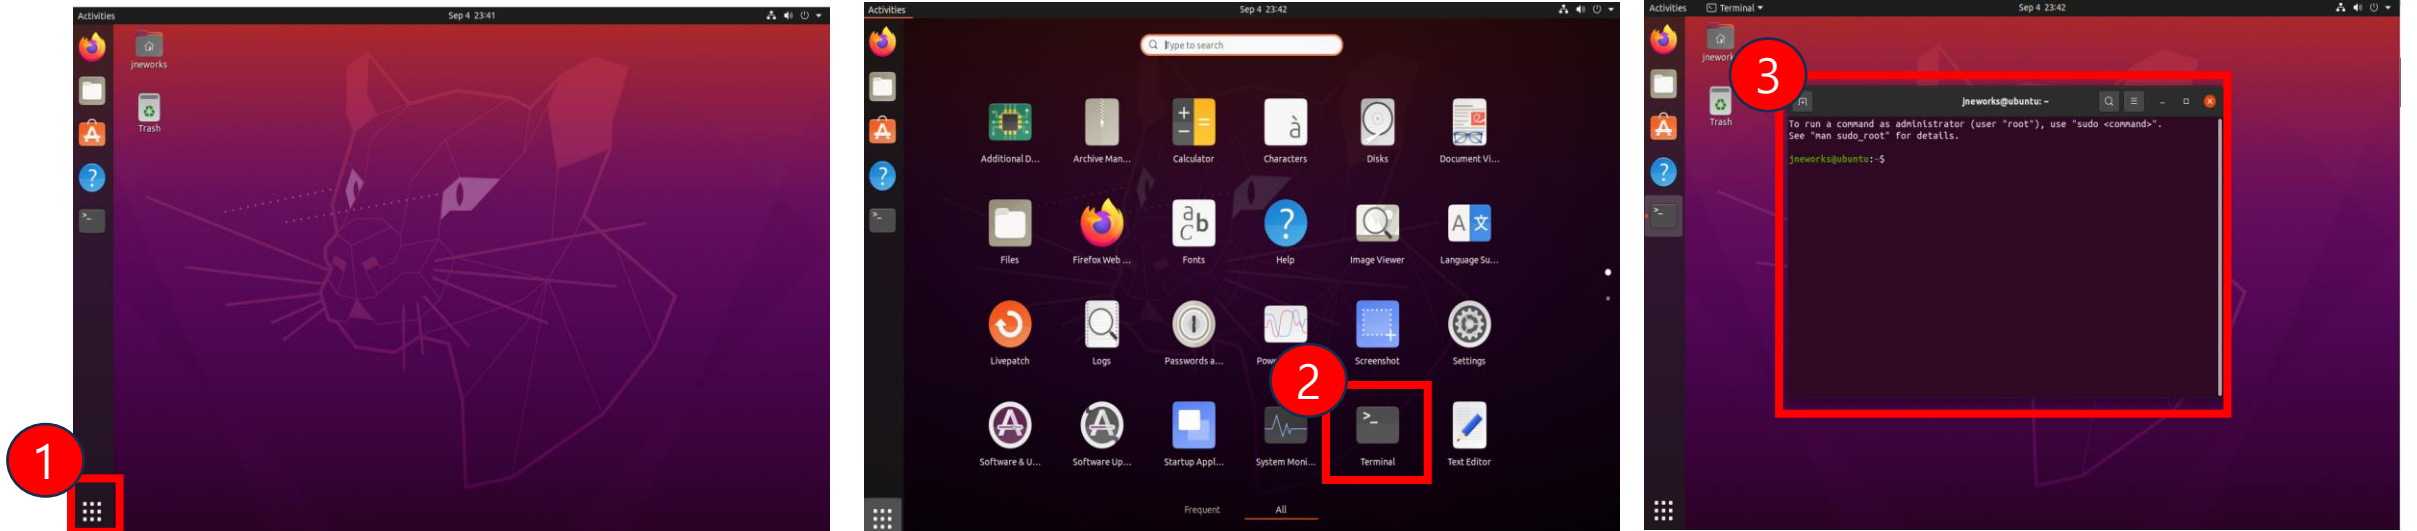 Activities
Sep 4 23:41
jneworks
Trash
1
Activities
Sep 4 23:42
Type to search
Additional D...
Archive Man...
Calculator
Characters
Disks
Document Vi...
Files
Firefox Web ...
Fonts
Help
Image Viewer
Language Su...
Livepatch
Logs
Passwords a...
Pow
Screenshot
Settings
2
Software & U...
Software Up...
Startup Appl...
System Moni...
Terminal
Text Editor
Frequent
All
Activities
Terminal
Sep 4 23:42
jnework
Trash
3
jneworks@ubuntu: ~
To run a command as administrator (user "root"), use "sudo <command>".
See "man sudo_root" for details.
jneworks@ubuntu:~$